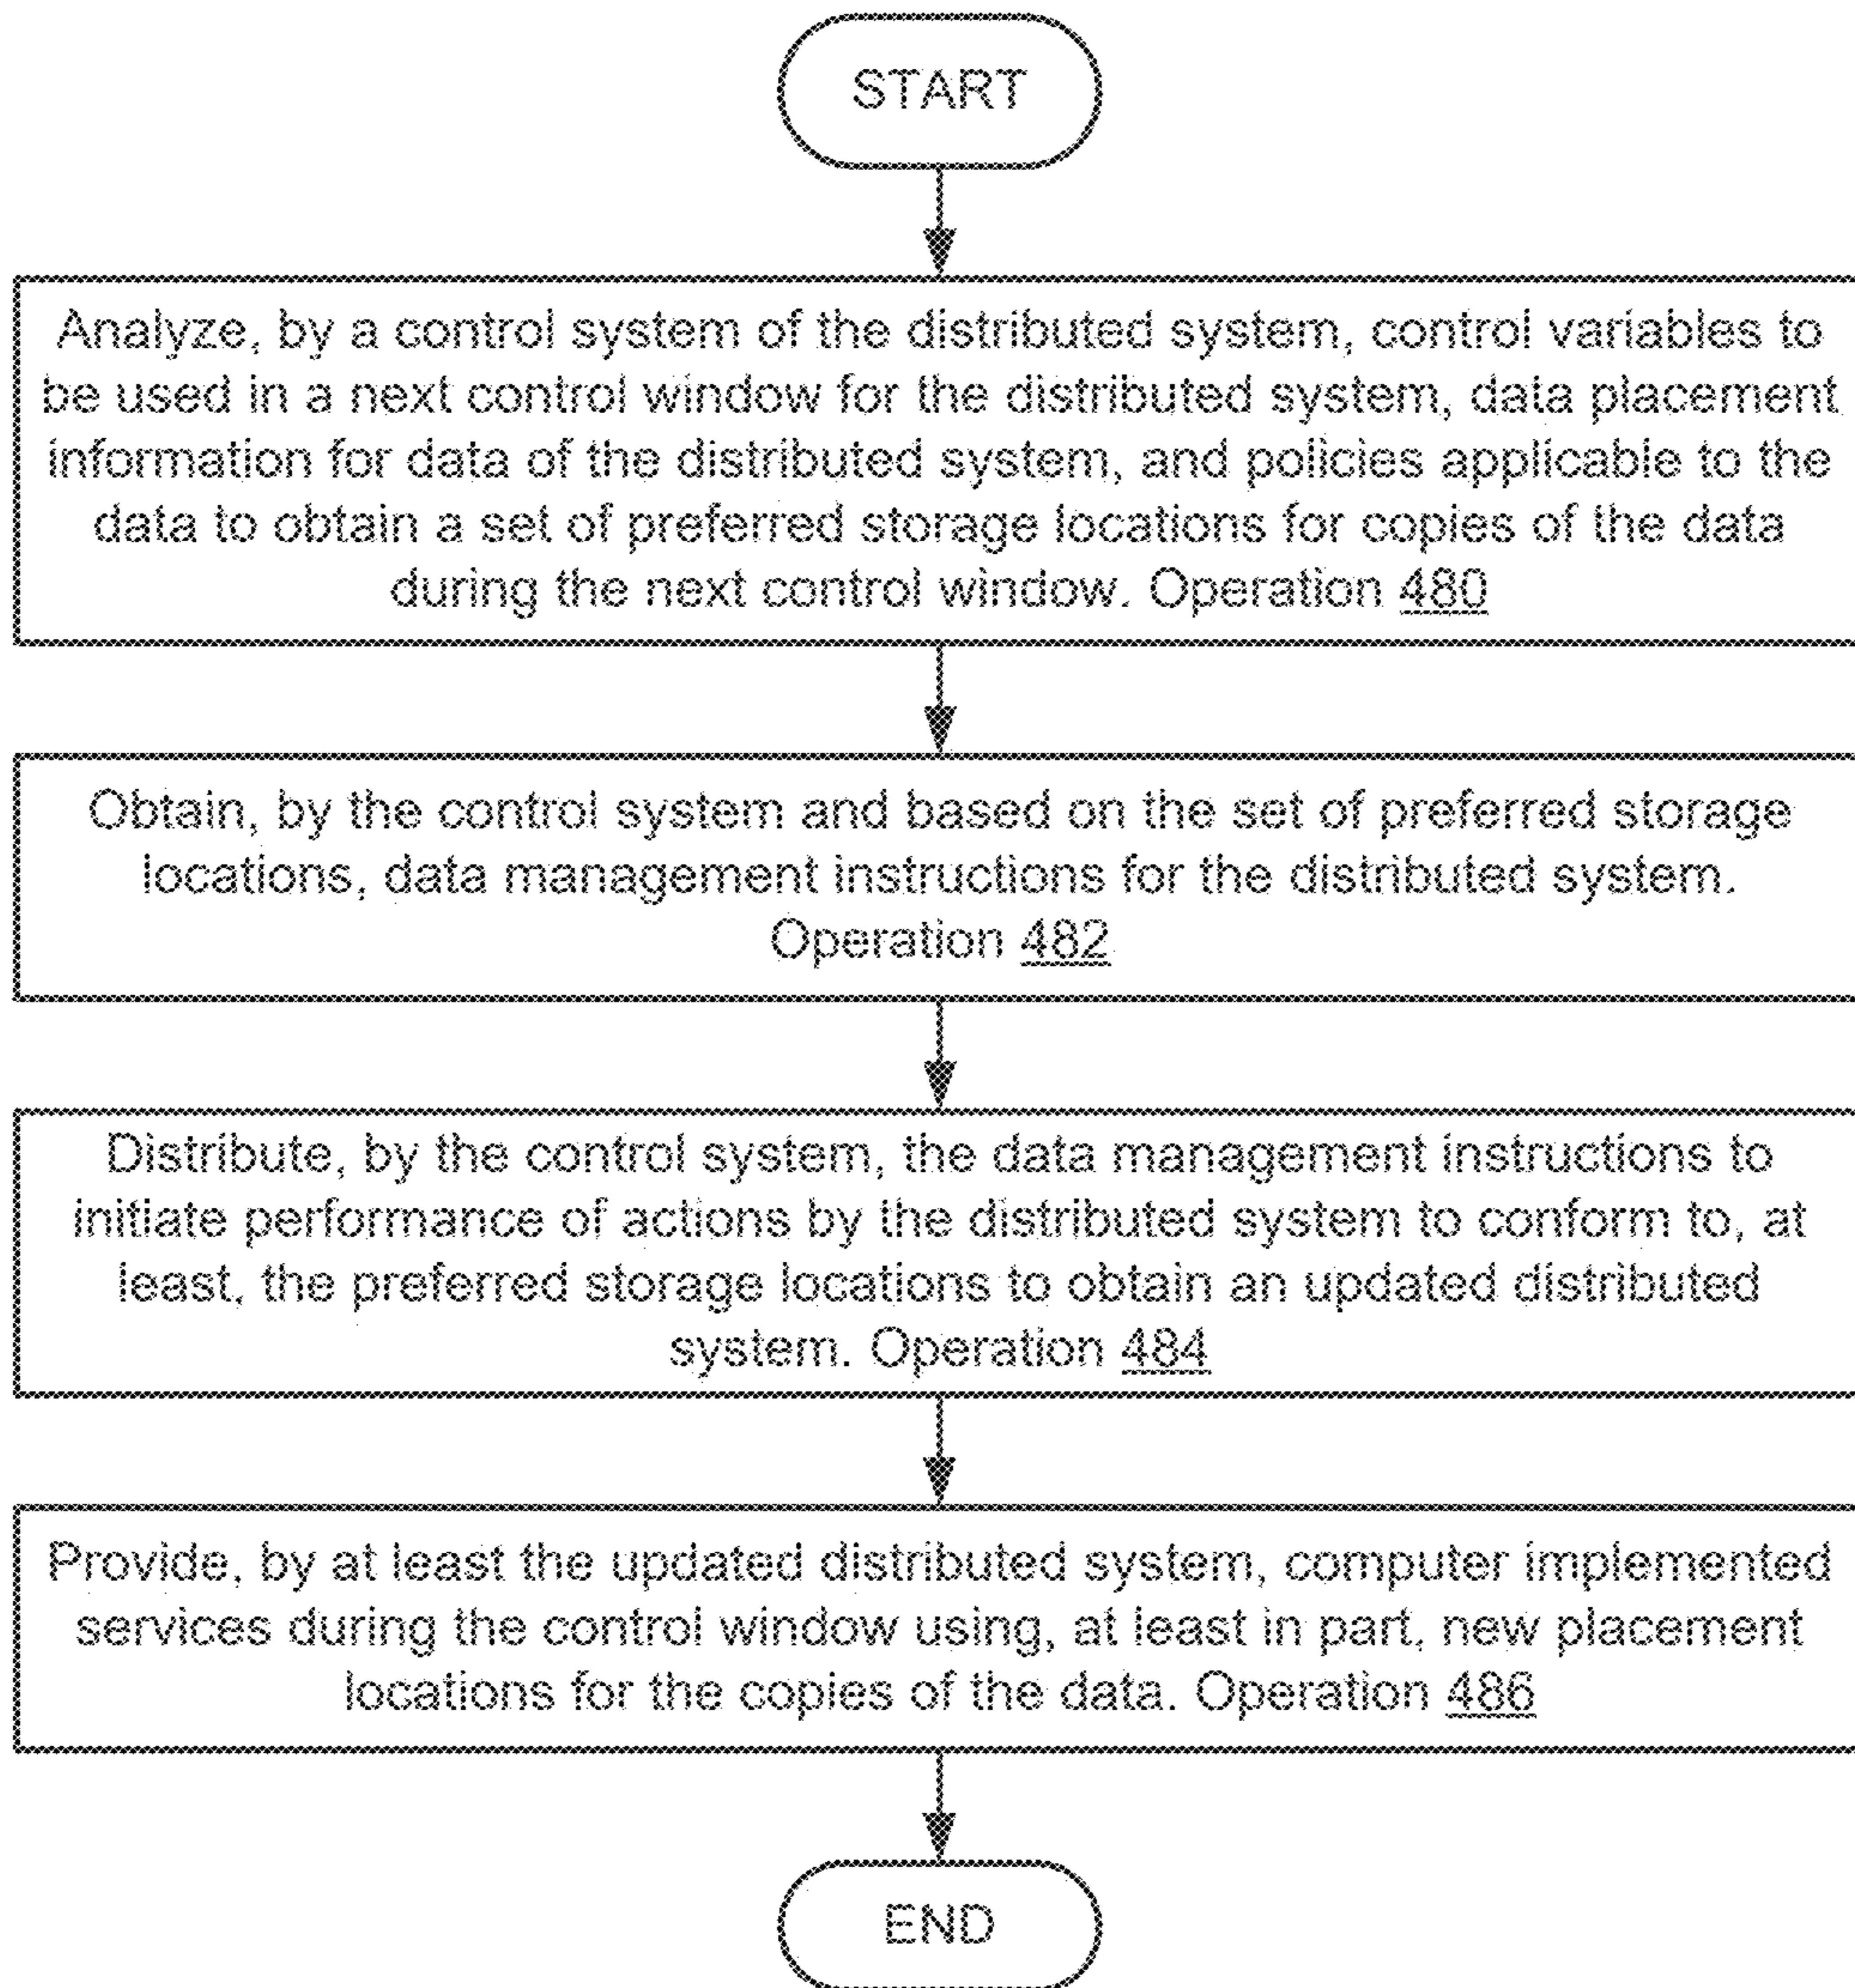 START
Analyze, by a control system of the distributed system, control variables to
be used in a next control window for the distributed system, data placement
information for data of the distributed system, and policies applicable to the
data to obtain a set of preferred storage locations for copies of the data
during the next control window. Operation 480
Obtain, by the control system and based on the set of preferred storage
locations, data management instructions for the distributed system.
Operation 482
Distribute, by the control system, the data management instructions to
initiate performance of actions by the distributed system to conform to, at
least, the preferred storage locations to obtain an updated distributed
system. Operation 484
Provide, by at least the updated distributed system, computer implemented
services during the control window using, at least in part, new placement
locations for the copies of the data. Operation 486
END